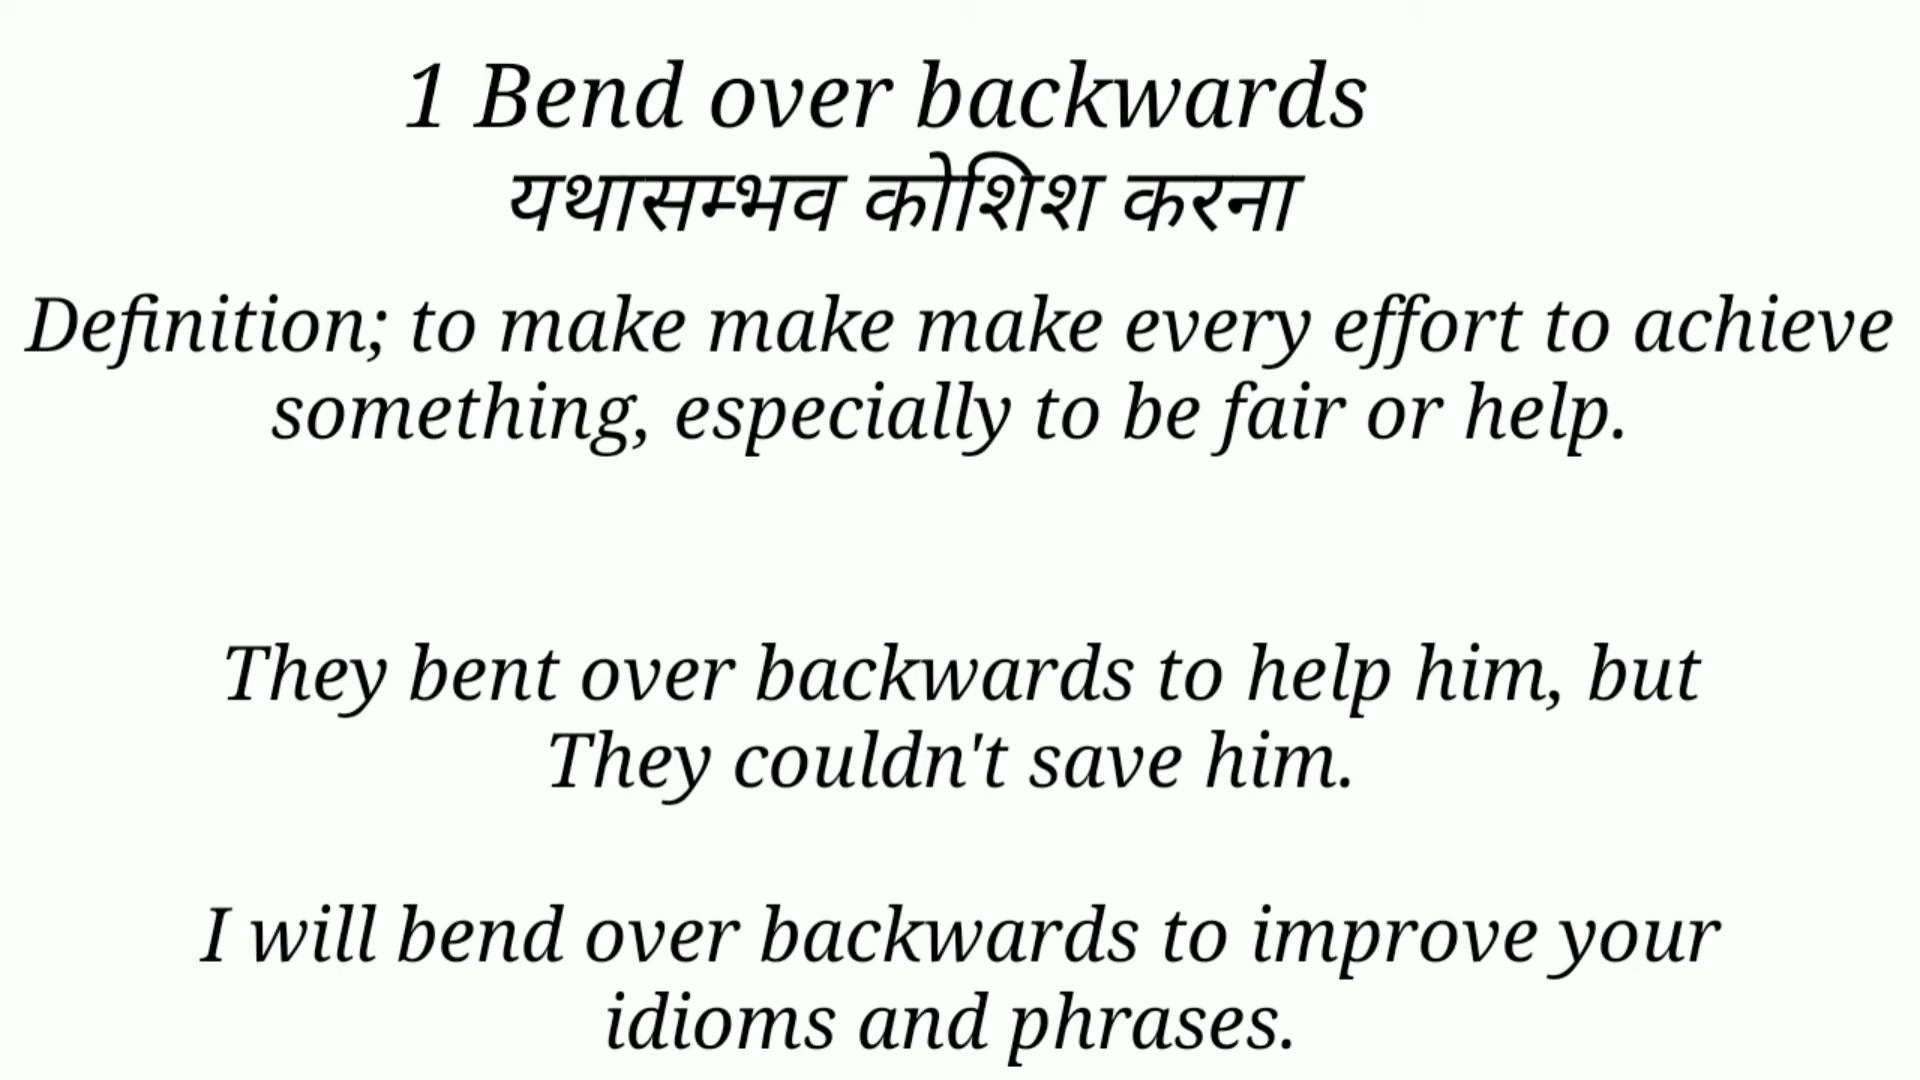 1 Bend over backwards
यथासम्भव कोशिश करना
Definition; to make make make every effort to achieve
something, especially to be fair or help.
They bent over backwards to help him, but
They couldn't save him.
I will bend over backwards to improve your
idioms and phrases.